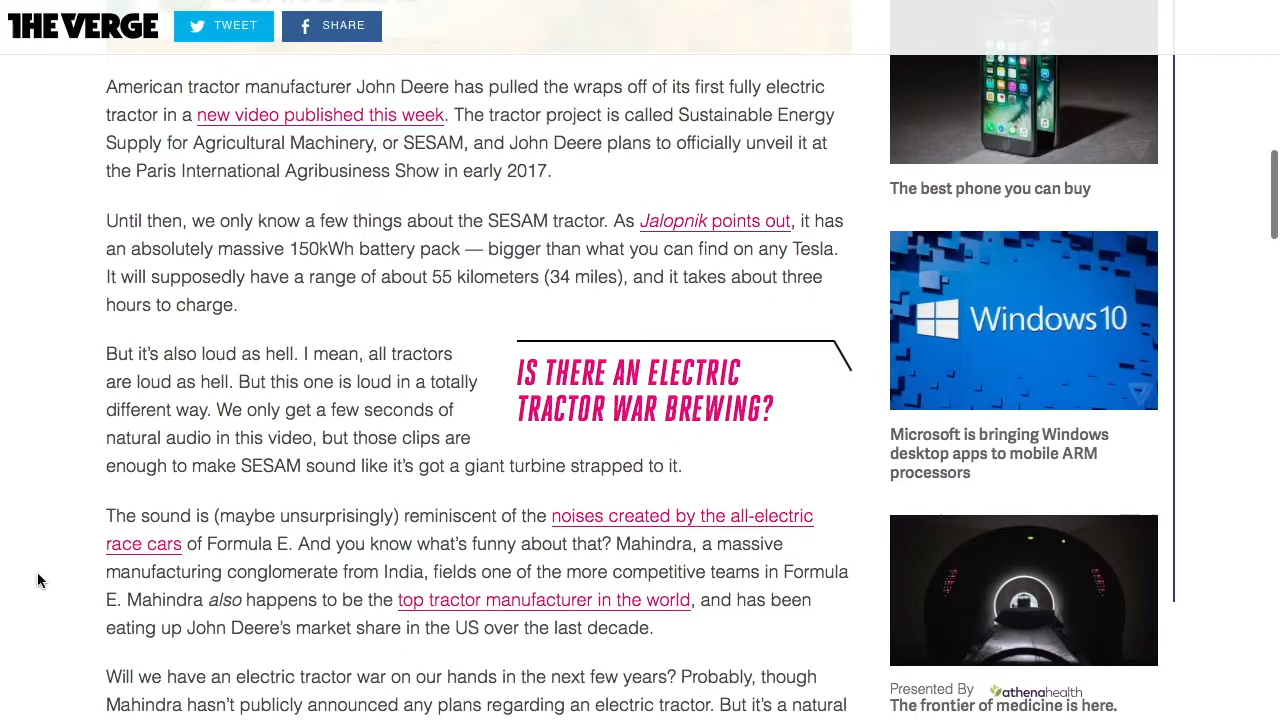 THE VERGE
TWEET
SHARE
American tractor manufacturer John Deere has pulled the wraps off of its first fully electric
tractor in a new video published this week. The tractor project is called Sustainable Energy
Supply for Agricultural Machinery, or SESAM, and John Deere plans to officially unveil it at
the Paris International Agribusiness Show in early 2017.
Until then, we only know a few things about the SESAM tractor. As Jalopnik points out, it has
an absolutely massive 150kWh battery pack — bigger than what you can find on any Tesla.
It will supposedly have a range of about 55 kilometers (34 miles), and it takes about three
hours to charge.
But it's also loud as hell. I mean, all tractors
are loud as hell. But this one is loud in a totally
different way. We only get a few seconds of
natural audio in this video, but those clips are
enough to make SESAM sound like it's got a giant turbine strapped to it.
IS THERE AN ELECTRIC
TRACTOR WAR BREWING?
The sound is (maybe unsurprisingly) reminiscent of the noises created by the all-electric
race cars of Formula E. And you know what's funny about that? Mahindra, a massive
manufacturing conglomerate from India, fields one of the more competitive teams in Formula
E. Mahindra also happens to be the top tractor manufacturer in the world, and has been
eating up John Deere's market share in the US over the last decade.
Will we have an electric tractor war on our hands in the next few years? Probably, though
Mahindra hasn't publicly announced any plans regarding an electric tractor. But it's a natural
The best phone you can buy
Windows 10
Microsoft is bringing Windows
desktop apps to mobile ARM
processors
Presented By athenahealth
The frontier of medicine is here.